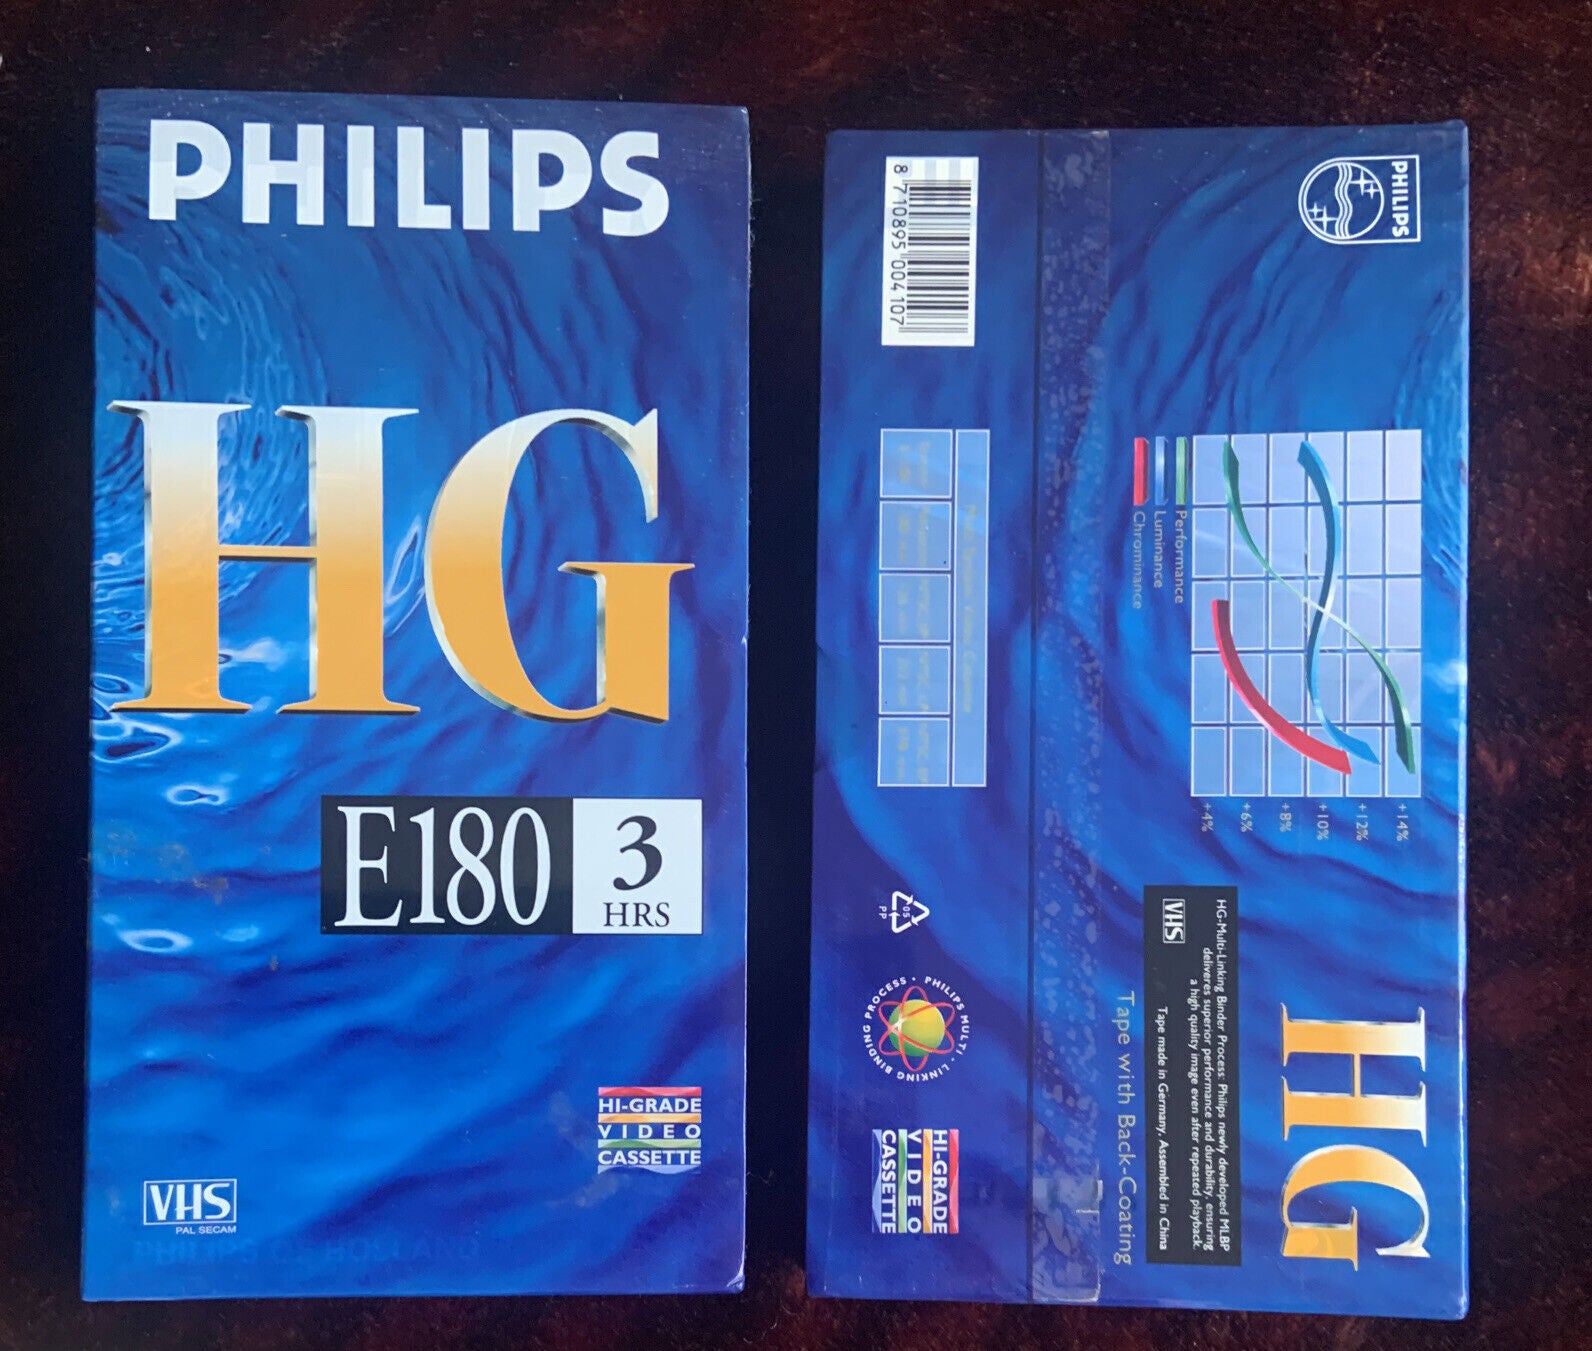 PHILIPS
HG
E180
3
HRS
HI-GRADE
VIDEO
CASSETTE
VHS
PAL SECAM
PHILIPS
8 710895 004107
Performance
Luminance
Chrominance
+4%
+6%
+8%
+10%
+12%
+14%
HG
HG-Multi-Linking Binder Process: Philips newly developed MLBP
deliveres superior performance and durability, ensuring
a high quality image even after repeated playback.
VHS
Tape made in Germany, Assembled in China
Tape with Back-Coating
05
PP
PHILIPS MULTI · LINKING BINDING PROCESS ·
HI-GRADE
VIDEO
CASSETTE